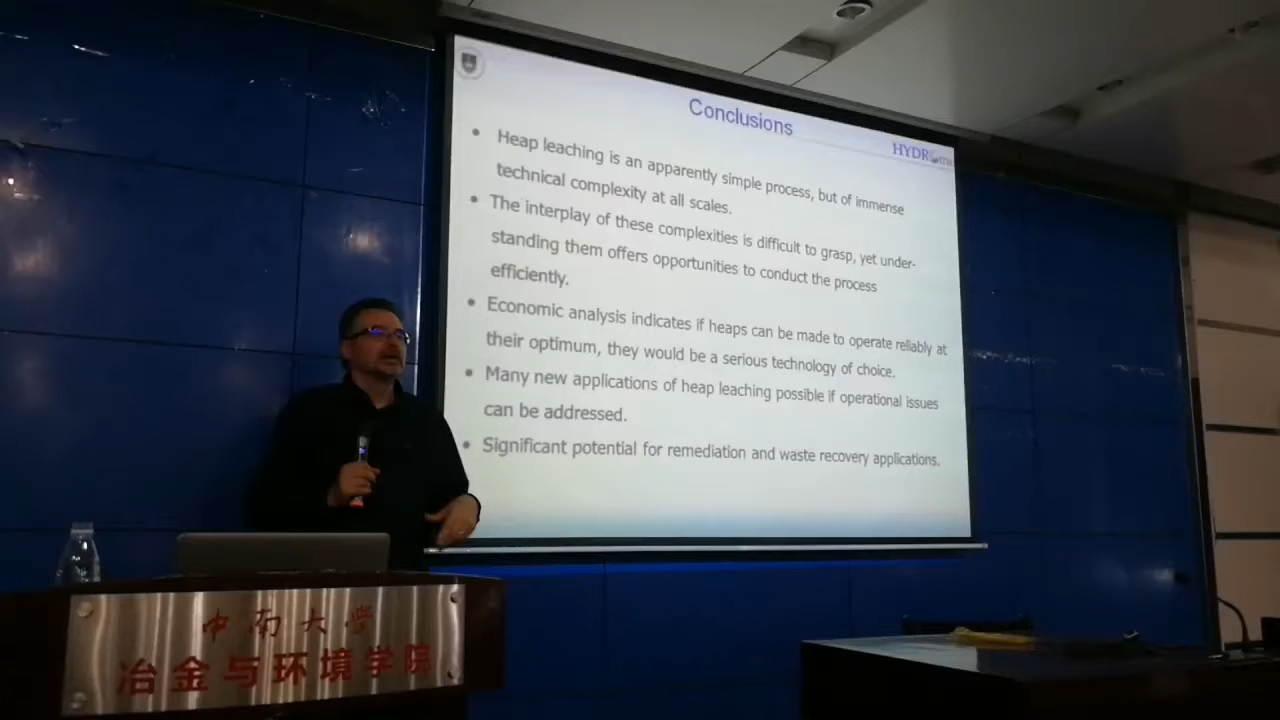 Conclusions
HYDR
• Heap leaching is an apparently simple process, but of immense
technical complexity at all scales.
• The interplay of these complexities is difficult to grasp, yet under-
standing them offers opportunities to conduct the process
efficiently.
• Economic analysis indicates if heaps can be made to operate reliably at
their optimum, they would be a serious technology of choice.
• Many new applications of heap leaching possible if operational issues
can be addressed.
• Significant potential for remediation and waste recovery applications.
中南大学
冶金与环境学院